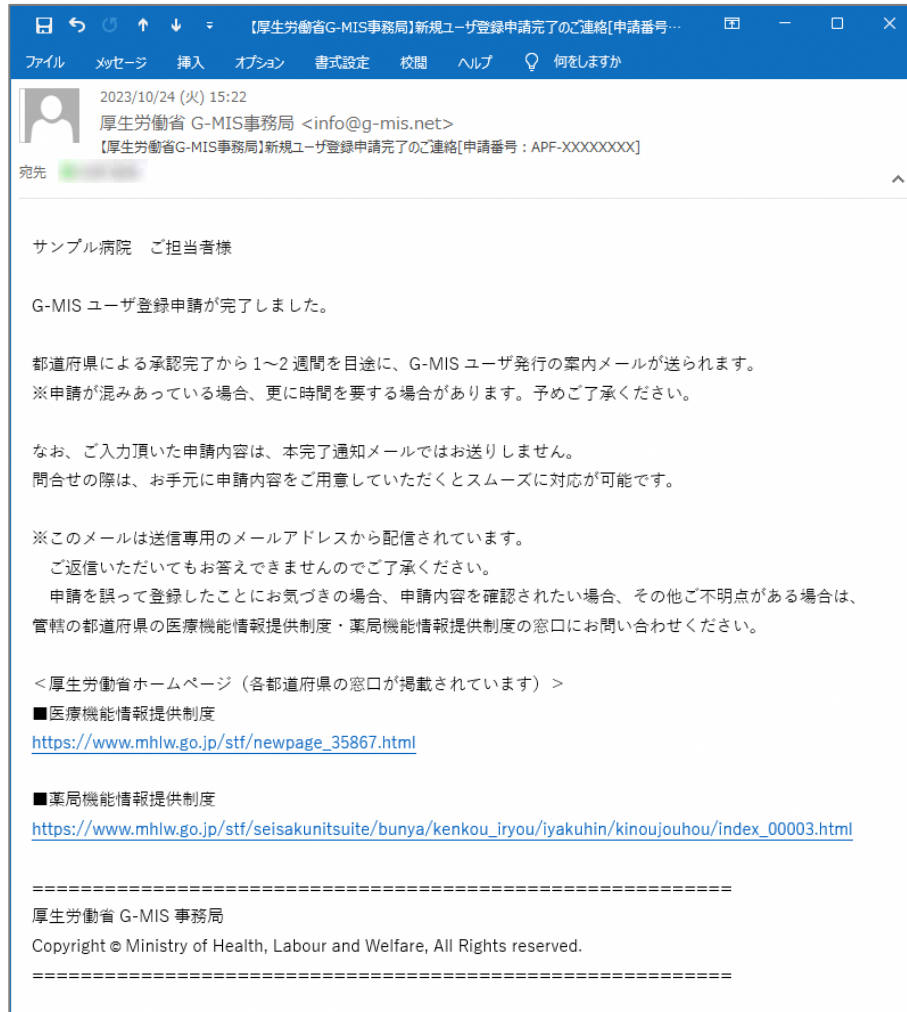 【厚生労働省G-MIS事務局】新規ユーザ登録申請完了のご連絡[申請番号…
ファイル メッセージ 挿入 オプション 書式設定 校閲 ヘルプ 何をしますか
2023/10/24 (火) 15:22
厚生労働省 G-MIS事務局 <info@g-mis.net>
【厚生労働省G-MIS事務局】新規ユーザ登録申請完了のご連絡[申請番号：APF-XXXXXXXX]
宛先
サンプル病院　ご担当者様
G-MIS ユーザ登録申請が完了しました。
都道府県による承認完了から 1～2 週間を目途に、G-MIS ユーザ発行の案内メールが送られます。
※申請が混みあっている場合、更に時間を要する場合があります。予めご了承ください。
なお、ご入力頂いた申請内容は、本完了通知メールではお送りしません。
問合せの際は、お手元に申請内容をご用意していただくとスムーズに対応が可能です。
※このメールは送信専用のメールアドレスから配信されています。
ご返信いただいてもお答えできませんのでご了承ください。
申請を誤って登録したことにお気づきの場合、申請内容を確認されたい場合、その他ご不明点がある場合は、
管轄の都道府県の医療機能情報提供制度・薬局機能情報提供制度の窓口にお問い合わせください。
＜厚生労働省ホームページ（各都道府県の窓口が掲載されています）＞
■医療機能情報提供制度
https://www.mhlw.go.jp/stf/newpage_35867.html
■薬局機能情報提供制度
https://www.mhlw.go.jp/stf/seisakunitsuite/bunya/kenkou_iryou/iyakuhin/kinoujouhou/index_00003.html
==========================================================
厚生労働省 G-MIS 事務局
Copyright © Ministry of Health, Labour and Welfare, All Rights reserved.
==========================================================